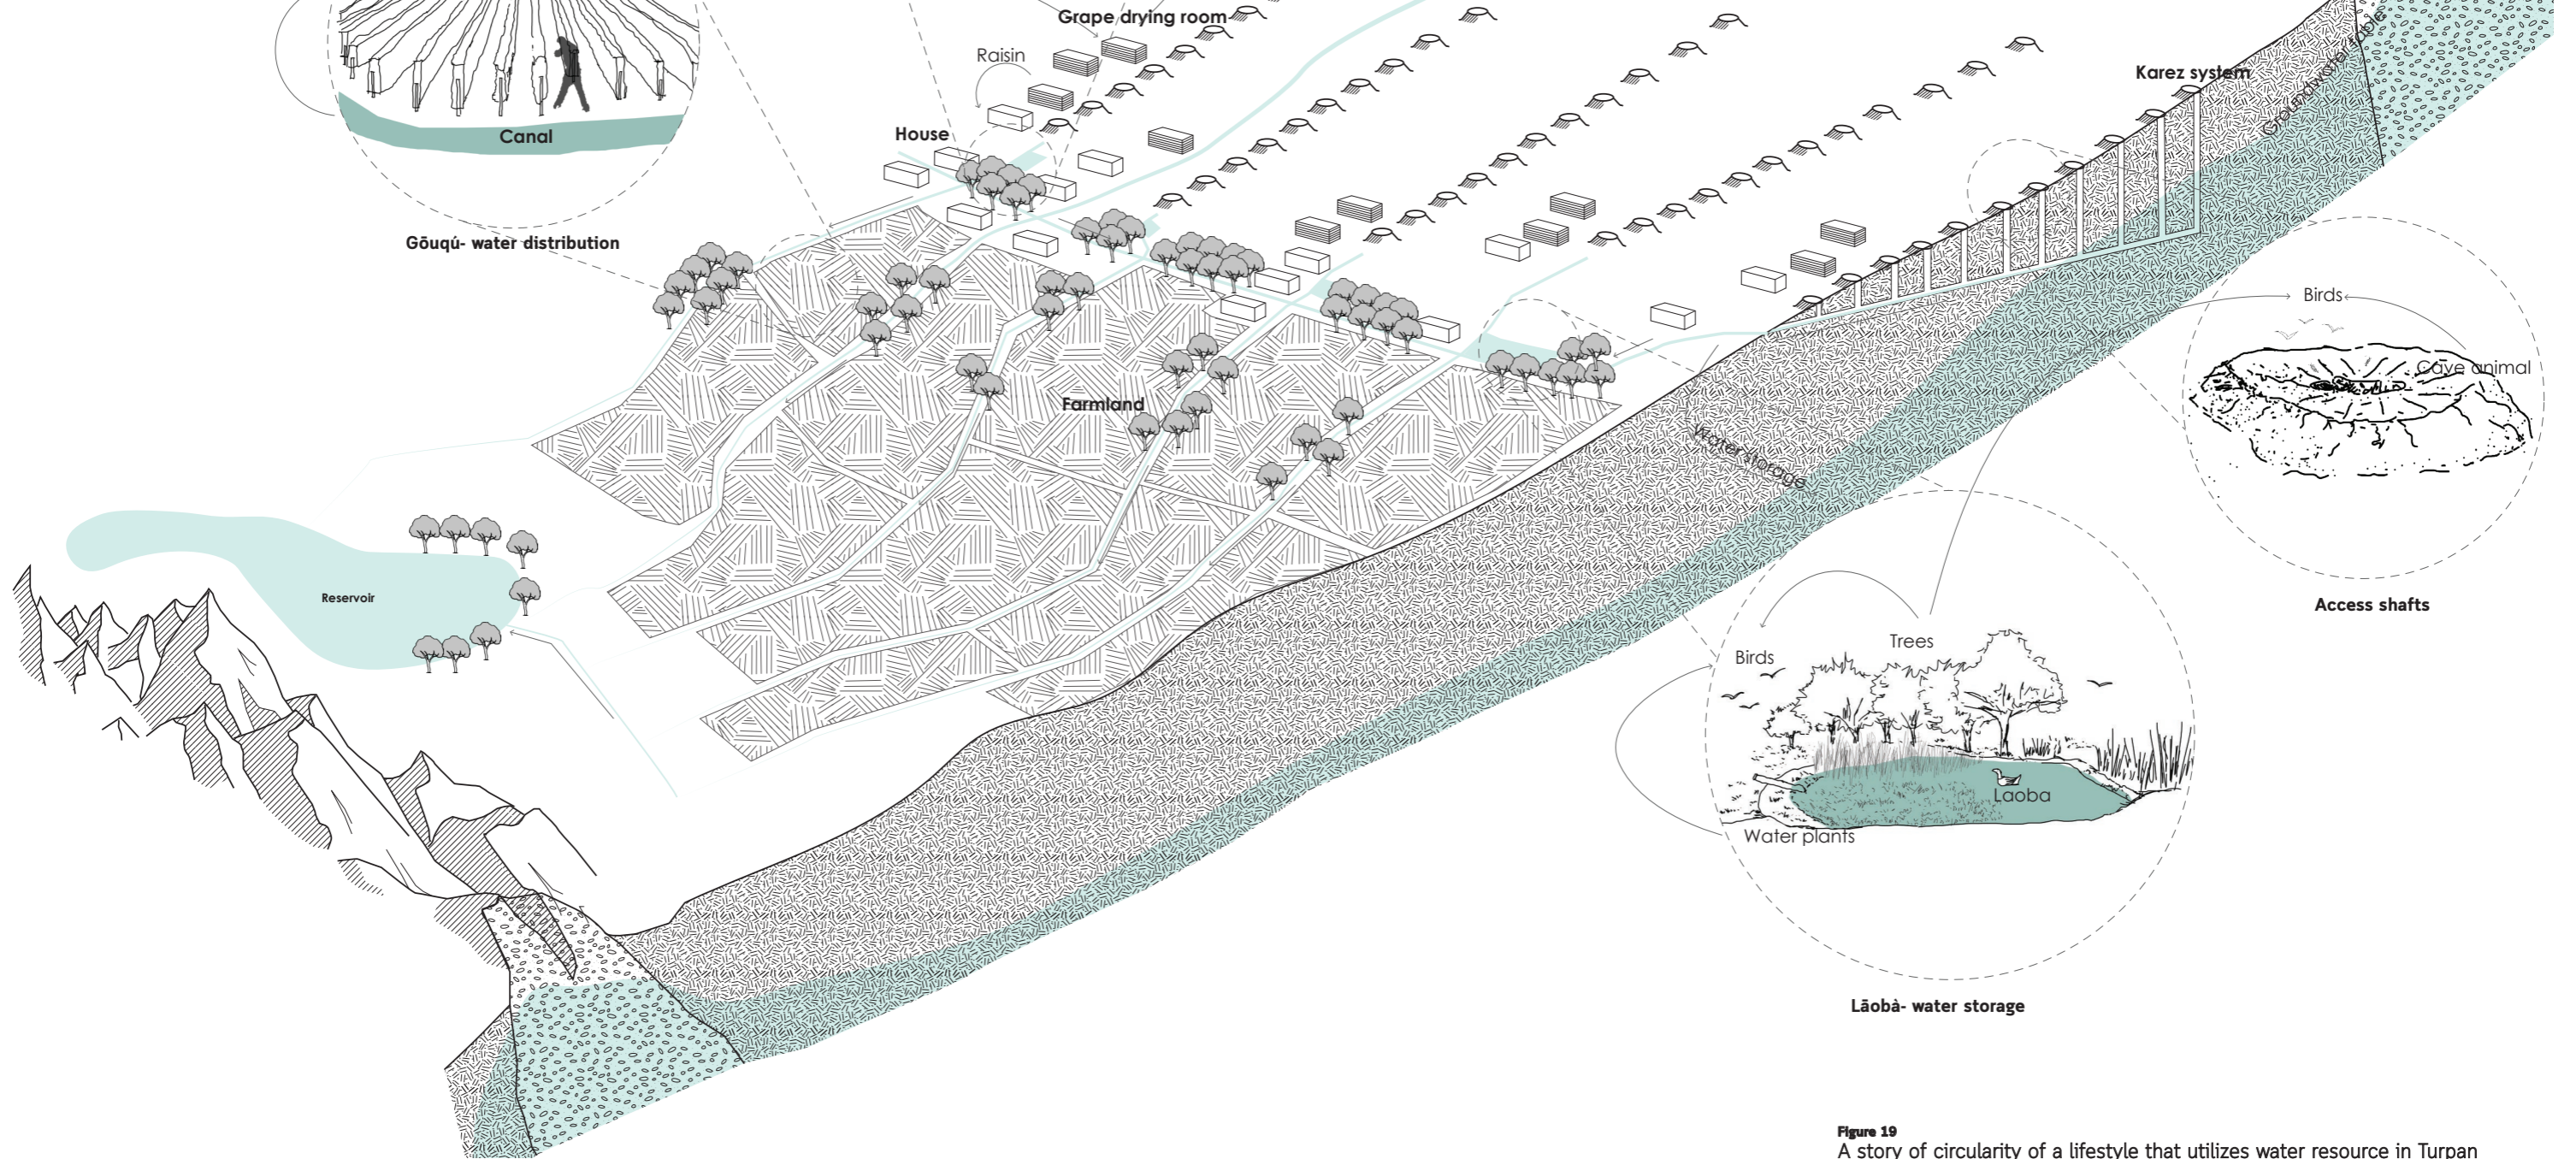 Grape drying room
Raisin
House
Canal
Gōuqú- water distribution
Karez system
Groundwater table
Birds
Cave animal
Access shafts
Farmland
Water storage
Reservoir
Birds
Trees
Laoba
Water plants
Lāobà- water storage
Figure 19
A story of circularity of a lifestyle that utilizes water resource in Turpan